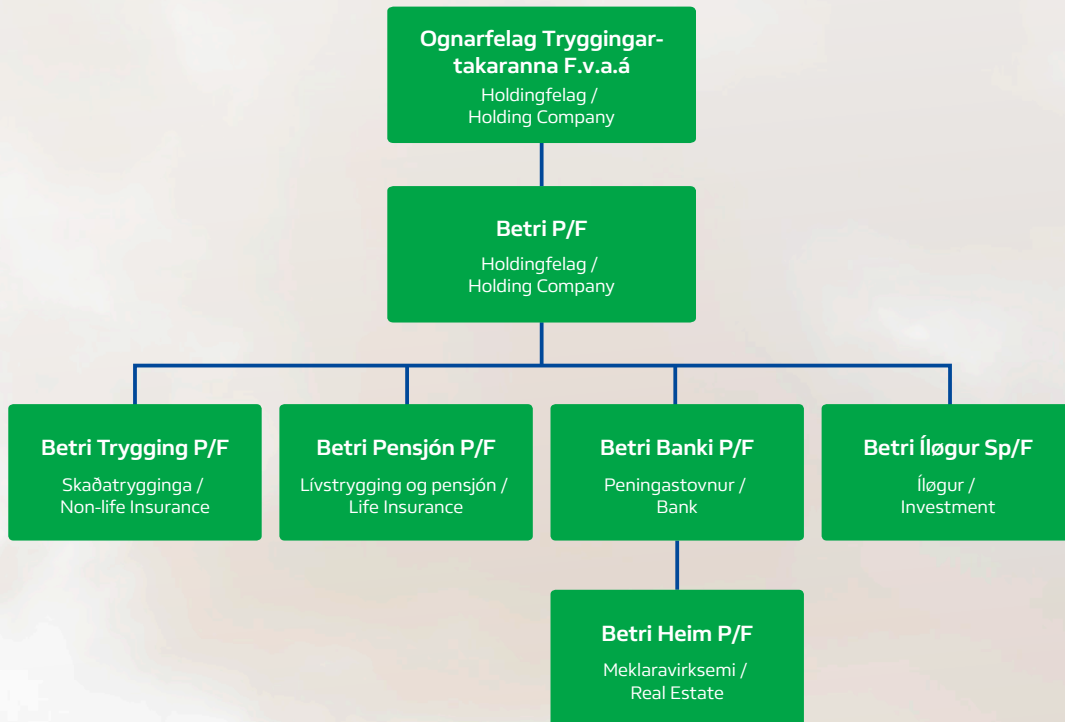 Ognarfelag Tryggingar-
takaranna F.v.a.á
Holdingfelag /
Holding Company
Betri P/F
Holdingfelag /
Holding Company
Betri Trygging P/F
Skaðatrygginga /
Non-life Insurance
Betri Pensjón P/F
Lívstrygging og pensjón /
Life Insurance
Betri Banki P/F
Peningastovnur /
Bank
Betri Íløgur Sp/F
Íløgur /
Investment
Betri Heim P/F
Meklaravirksemi /
Real Estate